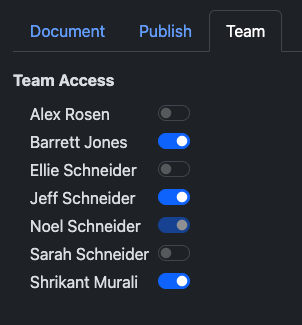 Document Publish Team
Team Access
Alex Rosen
Barrett Jones
Ellie Schneider
Jeff Schneider
Noel Schneider
Sarah Schneider
Shrikant Murali